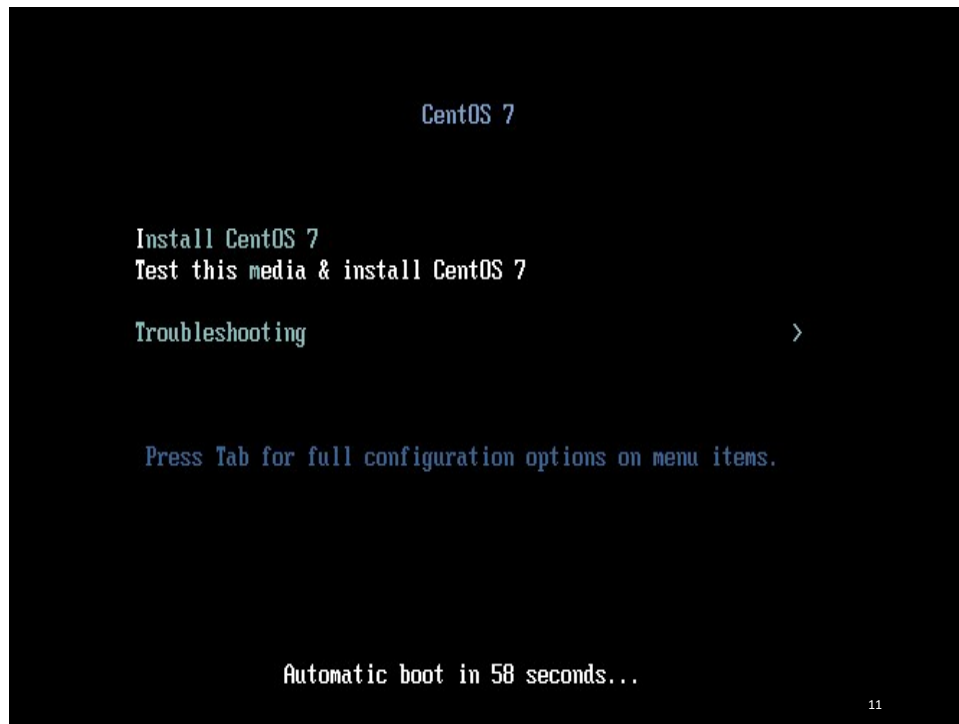 CentOS 7
Install CentOS 7
Test this media & install CentOS 7
Troubleshooting >
Press Tab for full configuration options on menu items.
Automatic boot in 58 seconds...
11